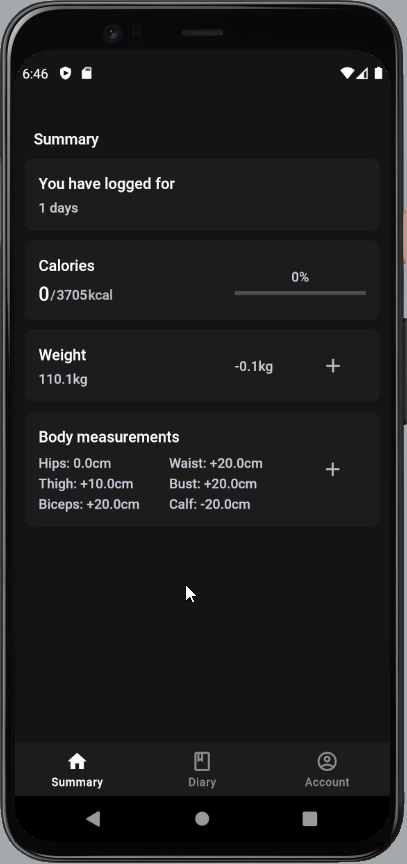 6:46
Summary
You have logged for
1 days
Calories
0%
0/3705kcal
Weight
-0.1kg
110.1kg
Body measurements
Hips: 0.0cm Waist: +20.0cm
Thigh: +10.0cm Bust: +20.0cm
Biceps: +20.0cm Calf: -20.0cm
Summary Diary Account